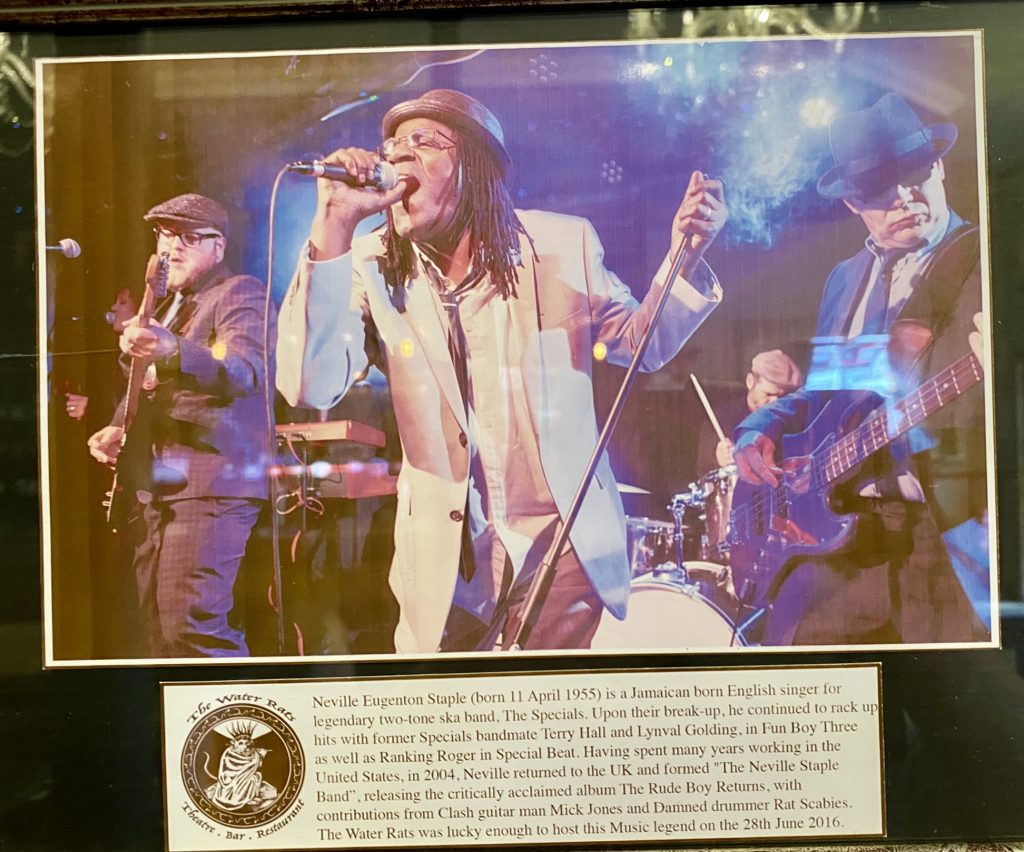 The Water Rats
Theatre · Bar · Restaurant
Neville Eugenton Staple (born 11 April 1955) is a Jamaican born English singer for
legendary two-tone ska band, The Specials. Upon their break-up, he continued to rack up
hits with former Specials bandmate Terry Hall and Lynval Golding, in Fun Boy Three
as well as Ranking Roger in Special Beat. Having spent many years working in the
United States, in 2004, Neville returned to the UK and formed "The Neville Staple
Band”, releasing the critically acclaimed album The Rude Boy Returns, with
contributions from Clash guitar man Mick Jones and Damned drummer Rat Scabies.
The Water Rats was lucky enough to host this Music legend on the 28th June 2016.